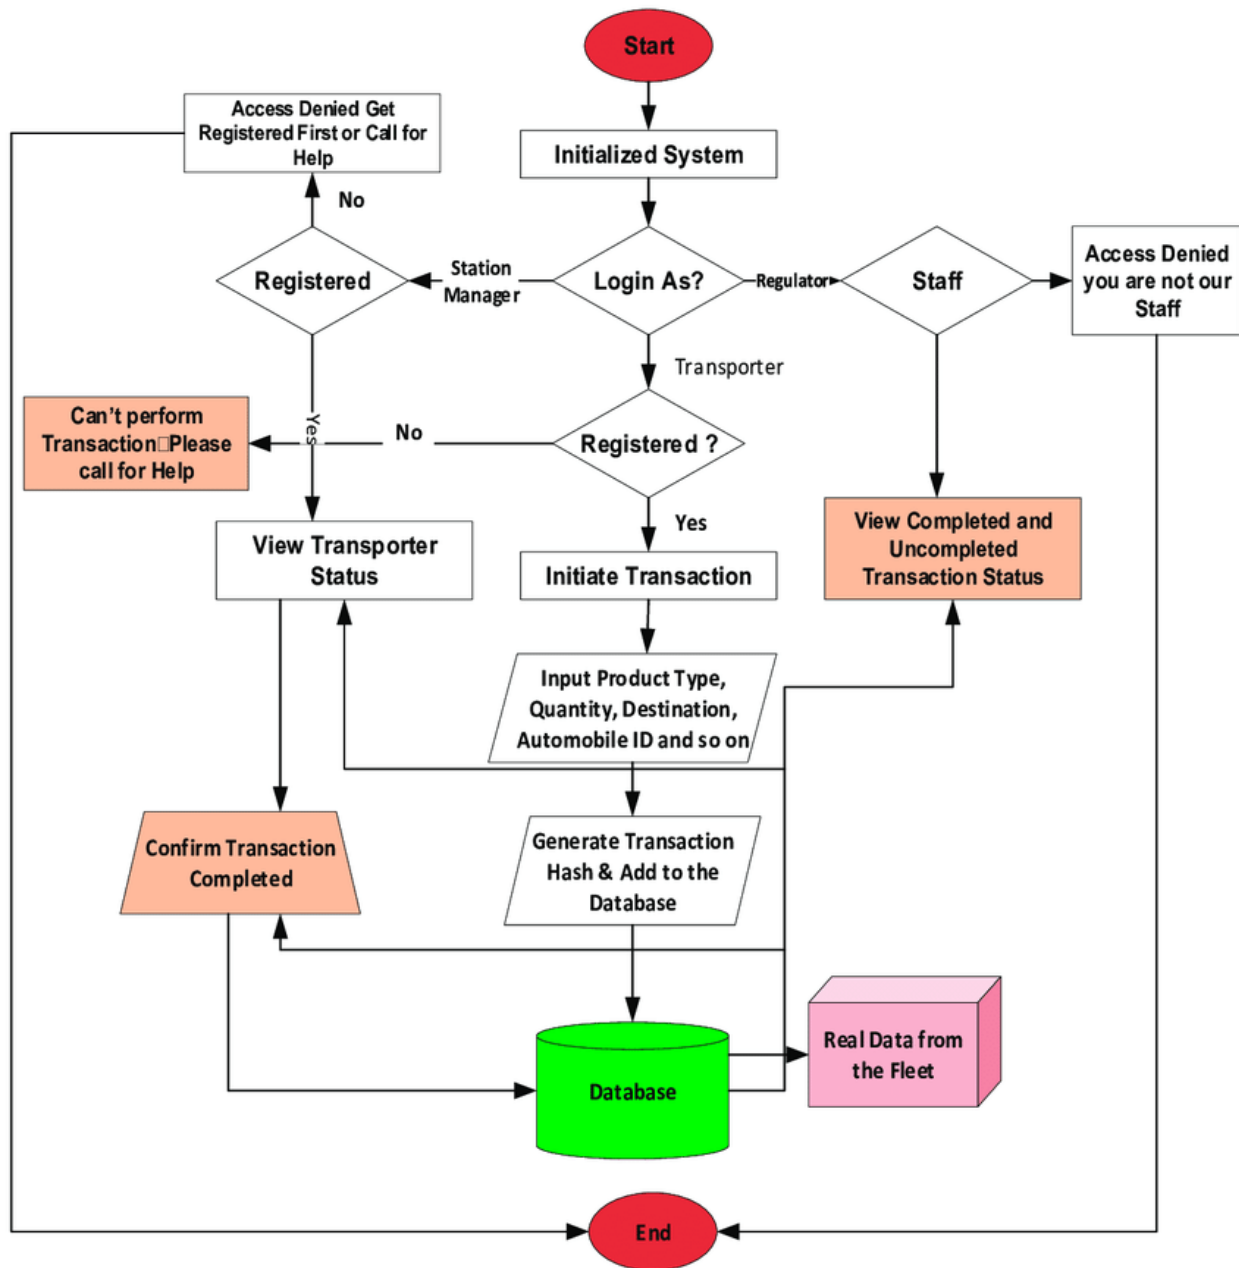 Start
Access Denied Get
Registered First or Call for
Help
Initialized System
No
Registered
Station
Manager
Login As?
Regulator
Staff
Access Denied
you are not our
Staff
Transporter
Can't perform
Transaction□Please
call for Help
Yes
No
Registered ?
Yes
View Completed and
Uncompleted
Transaction Status
View Transporter
Status
Initiate Transaction
Input Product Type,
Quantity, Destination,
Automobile ID and so on
Confirm Transaction
Completed
Generate Transaction
Hash & Add to the
Database
Real Data from
the Fleet
Database
End